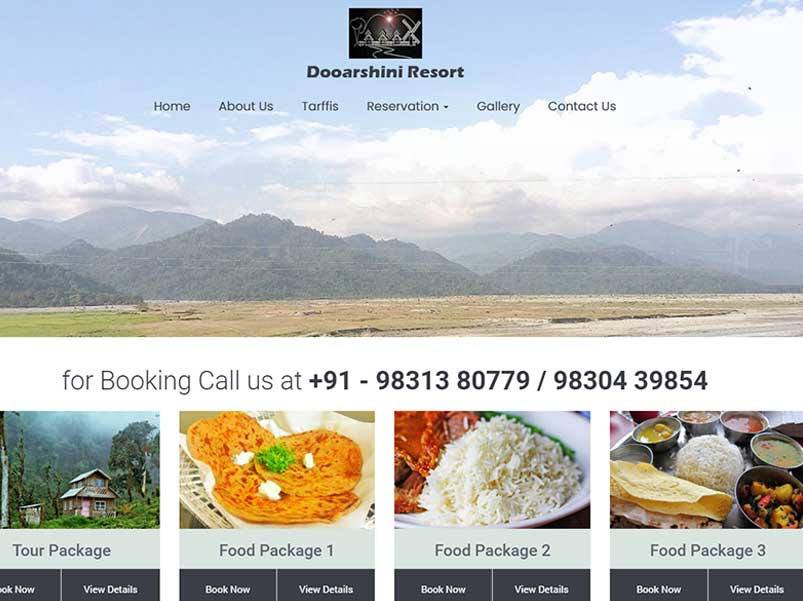 Dooarshini Resort
Home About Us Tarffis Reservation Gallery Contact Us
for Booking Call us at +91 - 98313 80779 / 98304 39854
Tour Package Food Package 1 Food Package 2 Food Package 3
ook Now View Details Book Now View Details Book Now View Details Book Now View Details